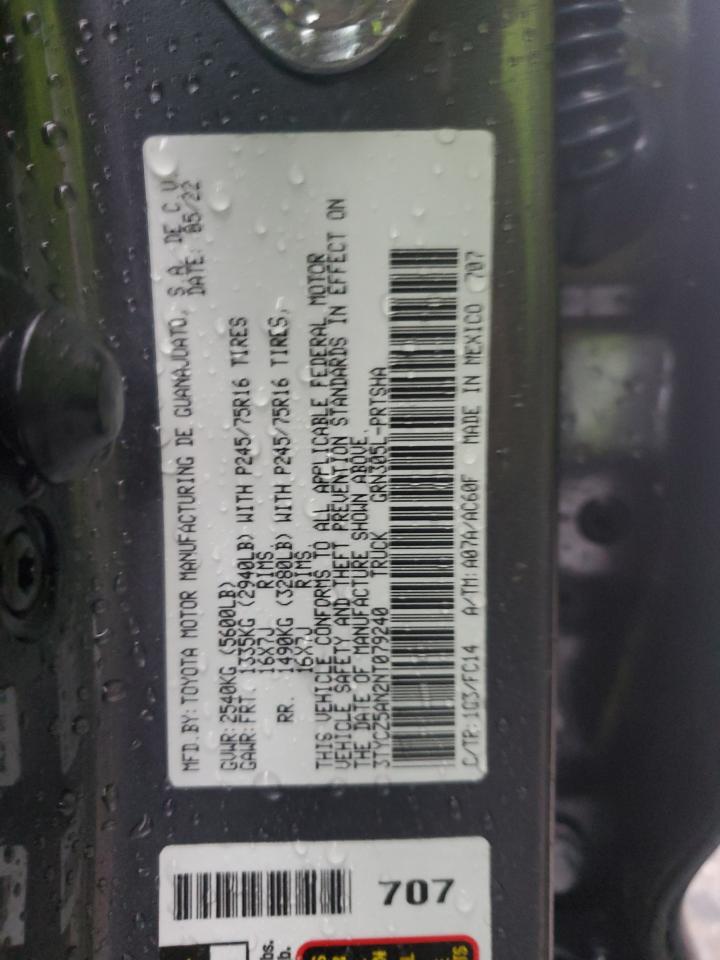 MFD.BY: TOYOTA MOTOR MANUFACTURING DE GUANAJUATO, S.A. DE C.V.
DATE: 05/22
GVWR: 2540KG (5600LB)
GAWR: FRT. 1335KG (2940LB) WITH P245/75R16 TIRES
16X7J RIMS.
RR. 1490KG (3280LB) WITH P245/75R16 TIRES,
16X7J RIMS
THIS VEHICLE CONFORMS TO ALL APPLICABLE FEDERAL MOTOR
VEHICLE SAFETY AND THEFT PREVENTION STANDARDS IN EFFECT ON
THE DATE OF MANUFACTURE SHOWN ABOVE.
3TYCZ5AN2NT079240 TRUCK GRN305L-PRTSHA
C/TR: 1G3/FC14 A/TM: A07A/AC60F MADE IN MEXICO 707
707
lbs.
lb.